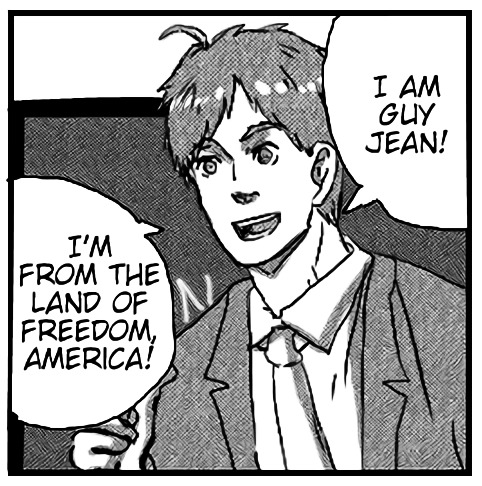 I AM
GUY
JEAN!
I'M
FROM THE
LAND OF
FREEDOM,
AMERICA!